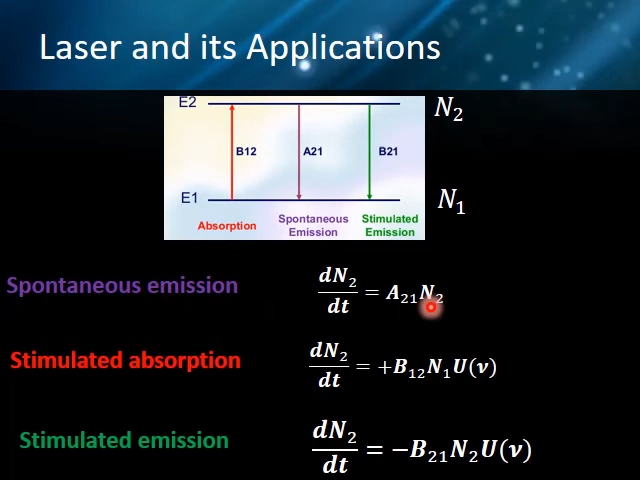 Laser and its Applications
E2 N₂
B12 A21 B21
E1 N₁
Absorption Spontaneous Emission Stimulated Emission
Spontaneous emission dN₂/dt = A₂₁N₂
Stimulated absorption dN₂/dt = +B₁₂N₁U(ν)
Stimulated emission dN₂/dt = −B₂₁N₂U(ν)